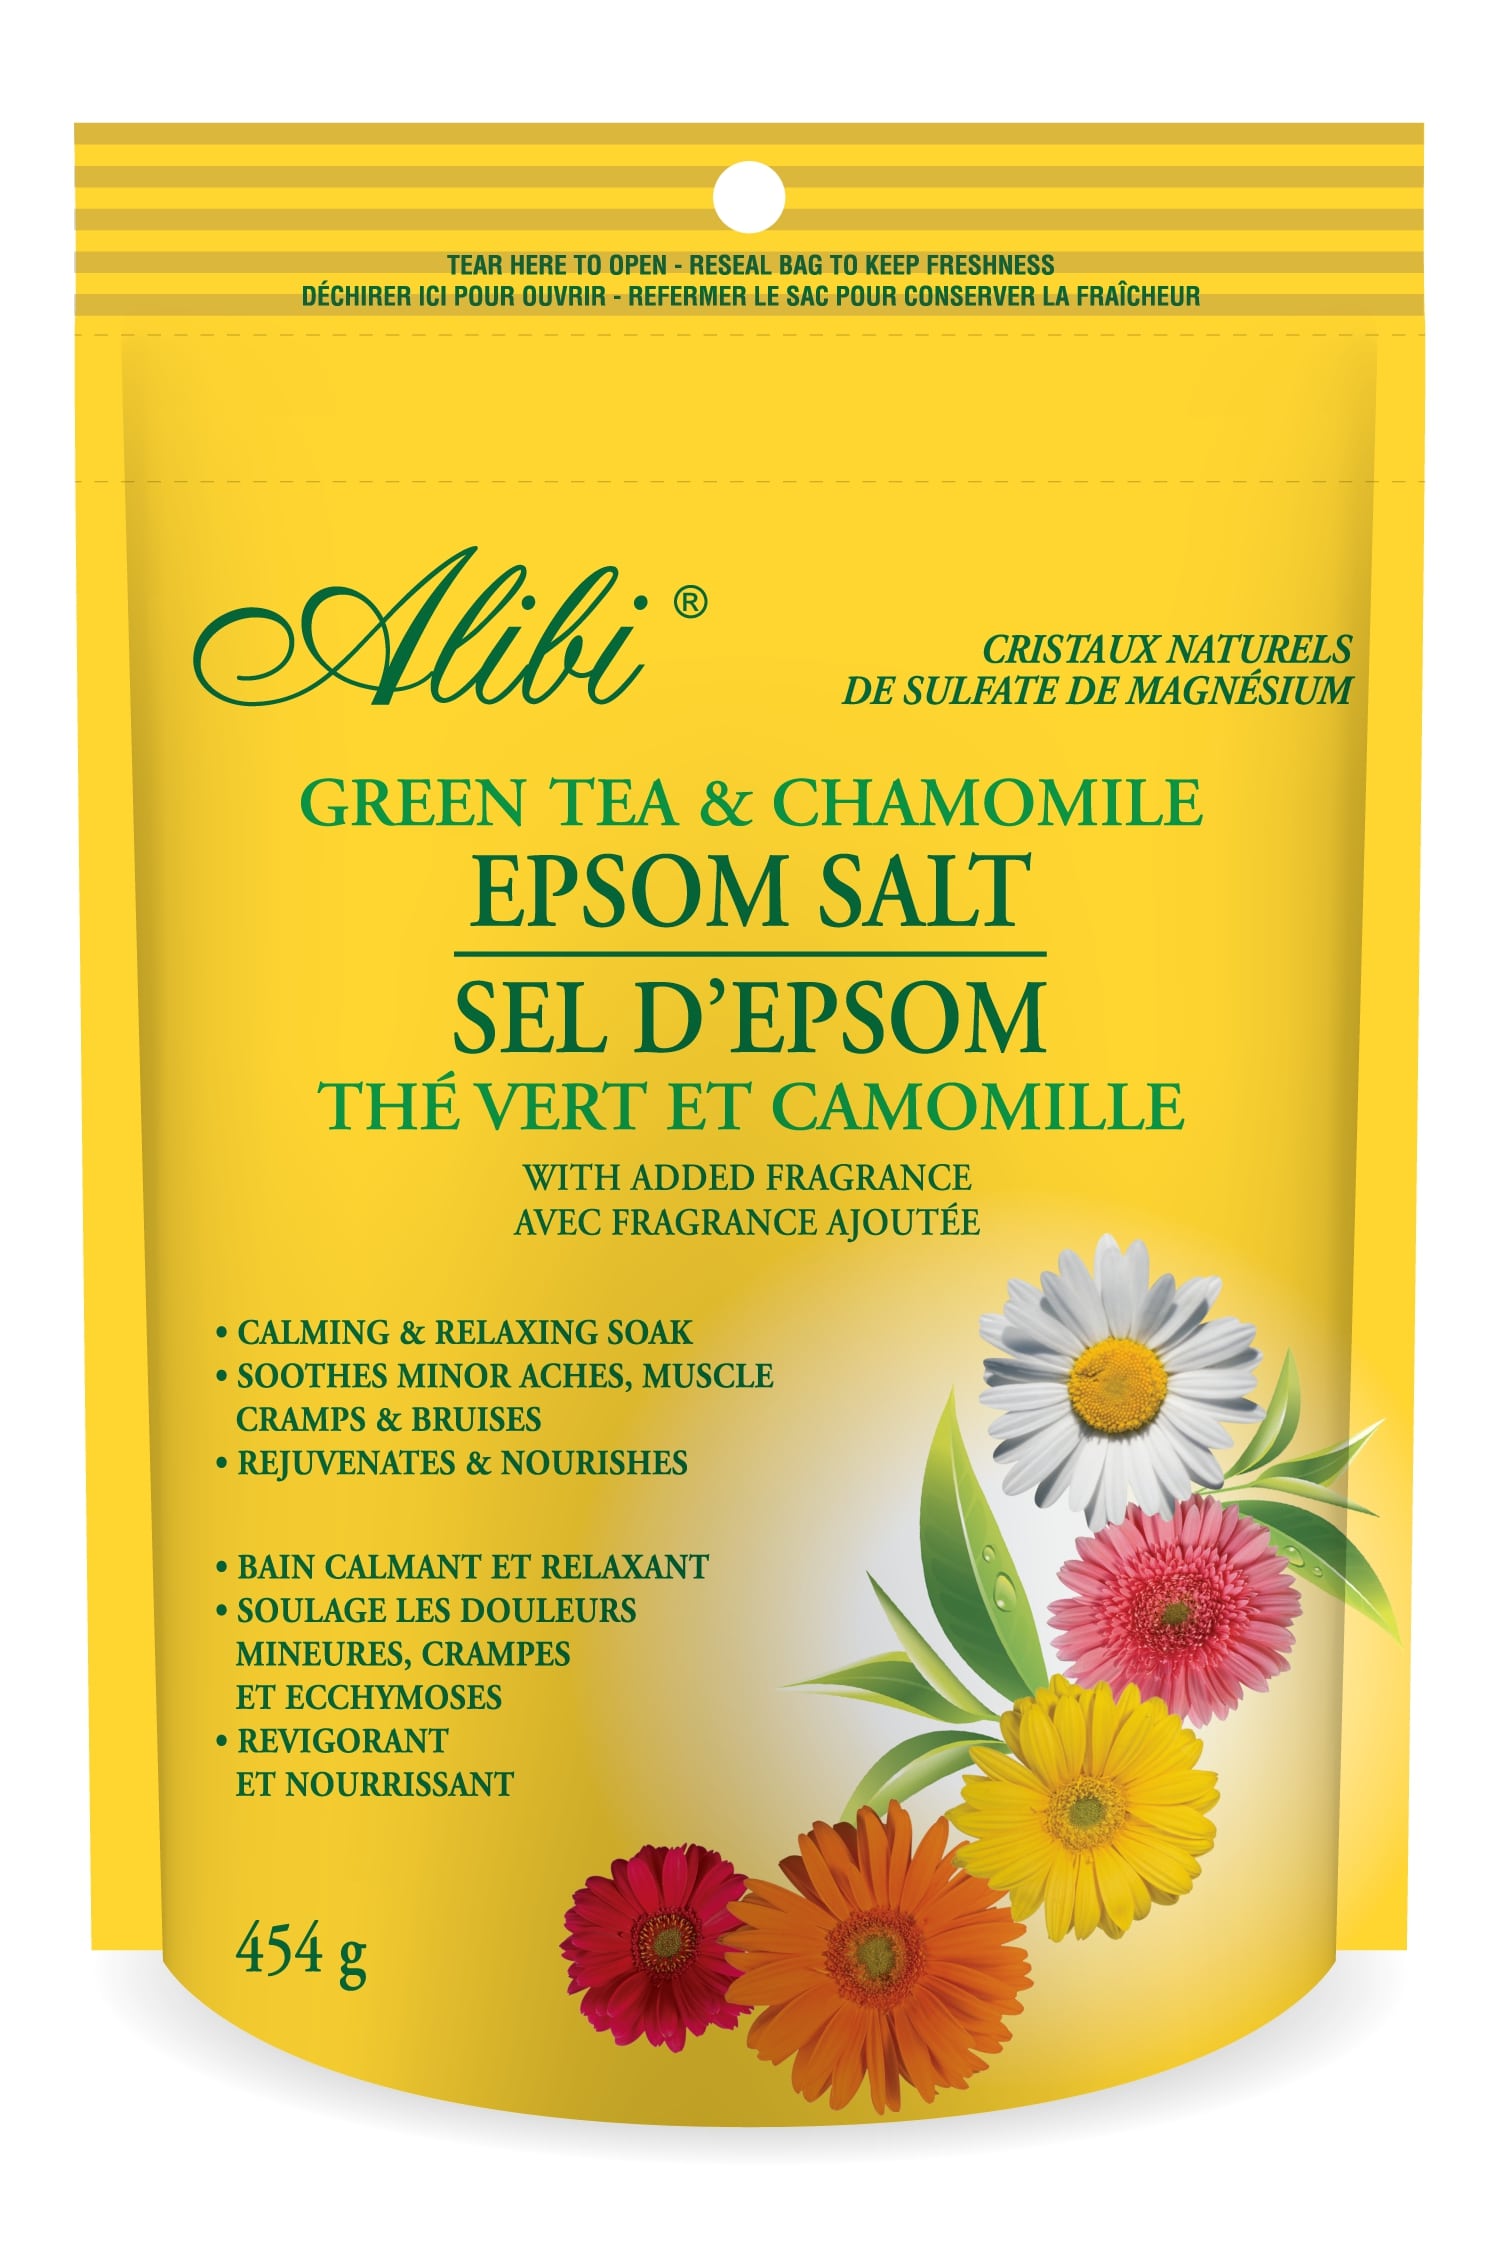 TEAR HERE TO OPEN - RESEAL BAG TO KEEP FRESHNESS
DÉCHIRER ICI POUR OUVRIR - REFERMER LE SAC POUR CONSERVER LA FRAÎCHEUR
Alibi ®
CRISTAUX NATURELS
DE SULFATE DE MAGNÉSIUM
GREEN TEA & CHAMOMILE
EPSOM SALT
SEL D'EPSOM
THÉ VERT ET CAMOMILLE
WITH ADDED FRAGRANCE
AVEC FRAGRANCE AJOUTÉE
• CALMING & RELAXING SOAK
• SOOTHES MINOR ACHES, MUSCLE
CRAMPS & BRUISES
• REJUVENATES & NOURISHES
• BAIN CALMANT ET RELAXANT
• SOULAGE LES DOULEURS
MINEURES, CRAMPES
ET ECCHYMOSES
• REVIGORANT
ET NOURRISSANT
454 g